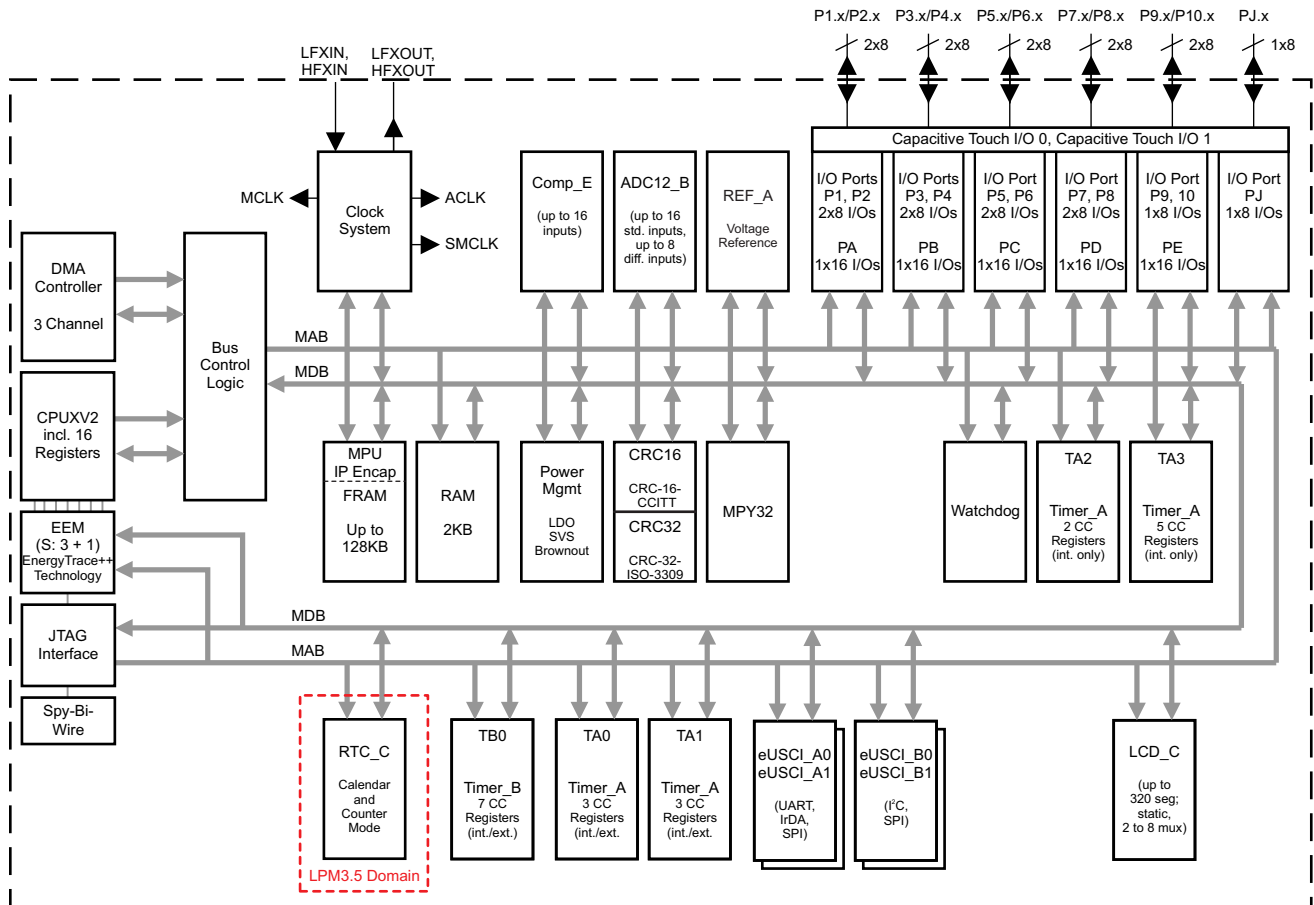 P1.x/P2.x P3.x/P4.x P5.x/P6.x P7.x/P8.x P9.x/P10.x PJ.x
2x8 2x8 2x8 2x8 2x8 1x8
LFXIN,
HFXIN
LFXOUT,
HFXOUT
Capacitive Touch I/O 0, Capacitive Touch I/O 1
MCLK
Clock
System
ACLK
SMCLK
Comp_E
(up to 16
inputs)
ADC12_B
(up to 16
std. inputs,
up to 8
diff. inputs)
REF_A
Voltage
Reference
I/O Ports
P1, P2
2x8 I/Os
PA
1x16 I/Os
I/O Ports
P3, P4
2x8 I/Os
PB
1x16 I/Os
I/O Port
P5, P6
2x8 I/Os
PC
1x16 I/Os
I/O Port
P7, P8
2x8 I/Os
PD
1x16 I/Os
I/O Port
P9, 10
1x8 I/Os
PE
1x16 I/Os
I/O Port
PJ
1x8 I/Os
DMA
Controller
3 Channel
Bus
Control
Logic
MAB
MDB
CPUXV2
incl. 16
Registers
MPU
IP Encap
FRAM
Up to
128KB
RAM
2KB
Power
Mgmt
LDO
SVS
Brownout
CRC16
CRC-16-
CCITT
CRC32
CRC-32-
ISO-3309
MPY32
Watchdog
TA2
Timer_A
2 CC
Registers
(int. only)
TA3
Timer_A
5 CC
Registers
(int. only)
EEM
(S: 3 + 1)
EnergyTrace++
Technology
MDB
MAB
JTAG
Interface
Spy-Bi-
Wire
RTC_C
Calendar
and
Counter
Mode
LPM3.5 Domain
TB0
Timer_B
7 CC
Registers
(int./ext.)
TA0
Timer_A
3 CC
Registers
(int./ext.
TA1
Timer_A
3 CC
Registers
(int./ext.
eUSCI_A0
eUSCI_A1
(UART,
IrDA,
SPI)
eUSCI_B0
eUSCI_B1
(I²C,
SPI)
LCD_C
(up to
320 seg;
static,
2 to 8 mux)